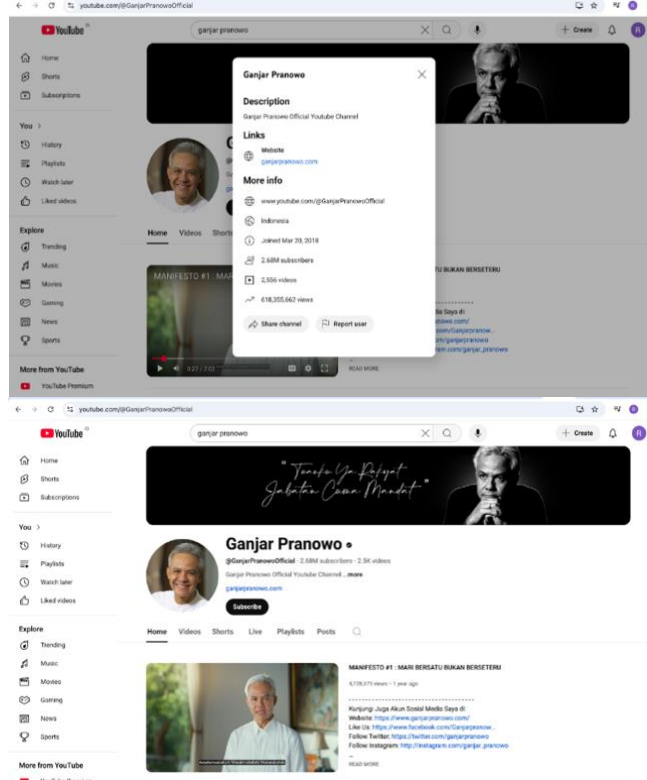 youtube.com/@GanjarPranowoOfficial
YouTube
ganjar pranowo
Create
R
Home
Shorts
Subscriptions
You
History
Playlists
Watch later
Liked videos
Explore
Trending
Music
Movies
Gaming
News
Sports
More from YouTube
YouTube Premium
Home Videos Shorts
MANIFESTO #1 : MAR
0:27 / 7:02
Ganjar Pranowo
Description
Ganjar Pranowo Official Youtube Channel
Links
Website
ganjarpranowo.com
More info
www.youtube.com/@GanjarPranowoOfficial
Indonesia
Joined Mar 20, 2018
2.68M subscribers
2,556 videos
618,355,662 views
Share channel Report user
TU BUKAN BERSETERU
READ MORE
youtube.com/@GanjarPranowoOfficial
YouTube
ganjar pranowo
Create
R
Home
Shorts
Subscriptions
You
History
Playlists
Watch later
Liked videos
Explore
Trending
Music
Movies
Gaming
News
Sports
More from YouTube
" Tuanku Ya Rakyat
Jabatan Cuma Mandat "
Ganjar Pranowo
@GanjarPranowoOfficial · 2.68M subscribers · 2.5K videos
Ganjar Pranowo Official Youtube Channel ...more
ganjarpranowo.com
Subscribe
Home Videos Shorts Live Playlists Posts
MANIFESTO #1 : MARI BERSATU BUKAN BERSETERU
views · 1 year ago
Kunjungi Juga Akun Sosial Media Saya di:
Website: https://www.ganjarpranowo.com/
Like Us: https://www.facebook.com/GanjarPranow...
Follow Twitter: https://twitter.com/ganjarpranowo
Follow Instagram: http://instagram.com/ganjar_pranowo
...
READ MORE